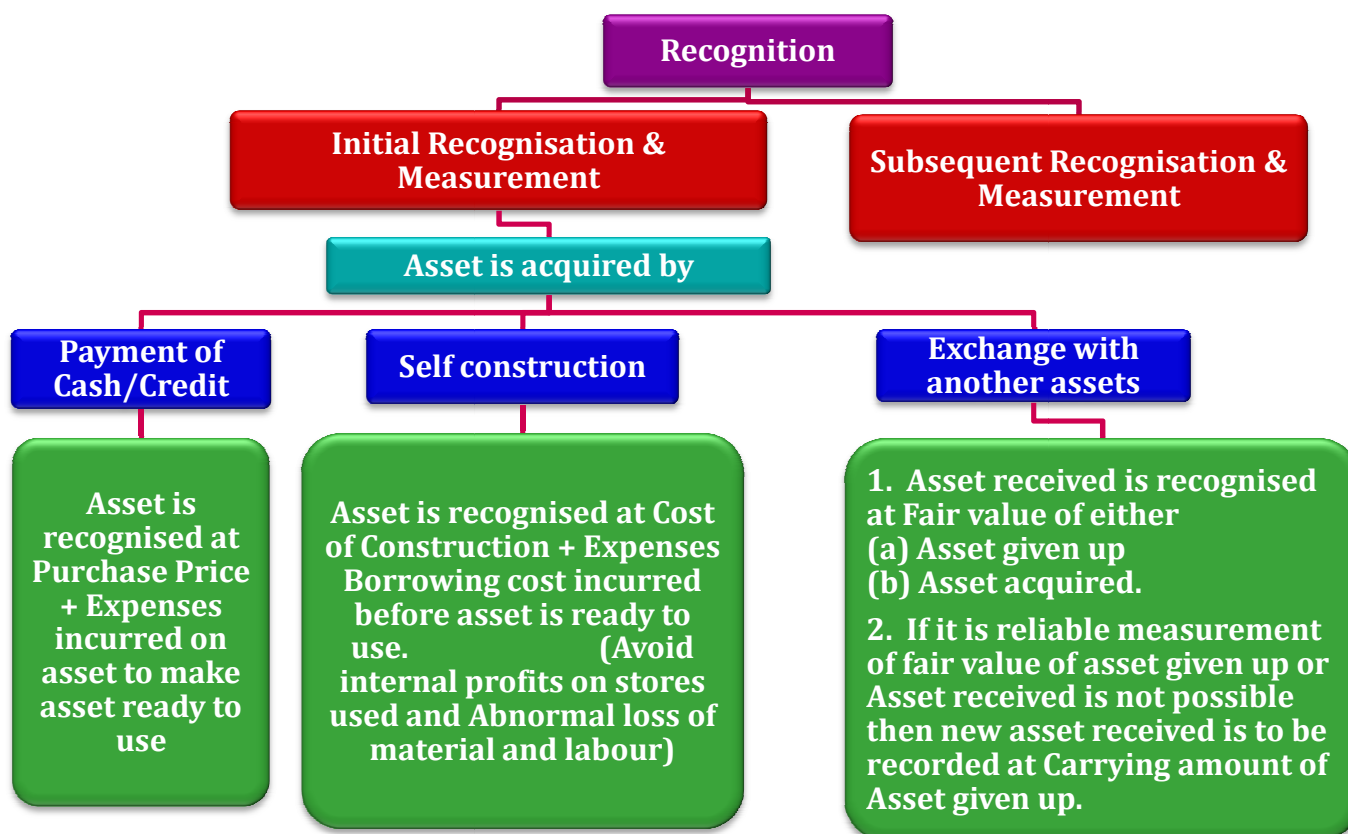 Recognition
Initial Recognisation &
Measurement
Subsequent Recognisation &
Measurement
Asset is acquired by
Payment of
Cash/Credit
Self construction
Exchange with
another assets
Asset is
recognised at
Purchase Price
+ Expenses
incurred on
asset to make
asset ready to
use
Asset is recognised at Cost
of Construction + Expenses
Borrowing cost incurred
before asset is ready to
use. (Avoid
internal profits on stores
used and Abnormal loss of
material and labour)
1. Asset received is recognised
at Fair value of either
(a) Asset given up
(b) Asset acquired.
2. If it is reliable measurement
of fair value of asset given up or
Asset received is not possible
then new asset received is to be
recorded at Carrying amount of
Asset given up.